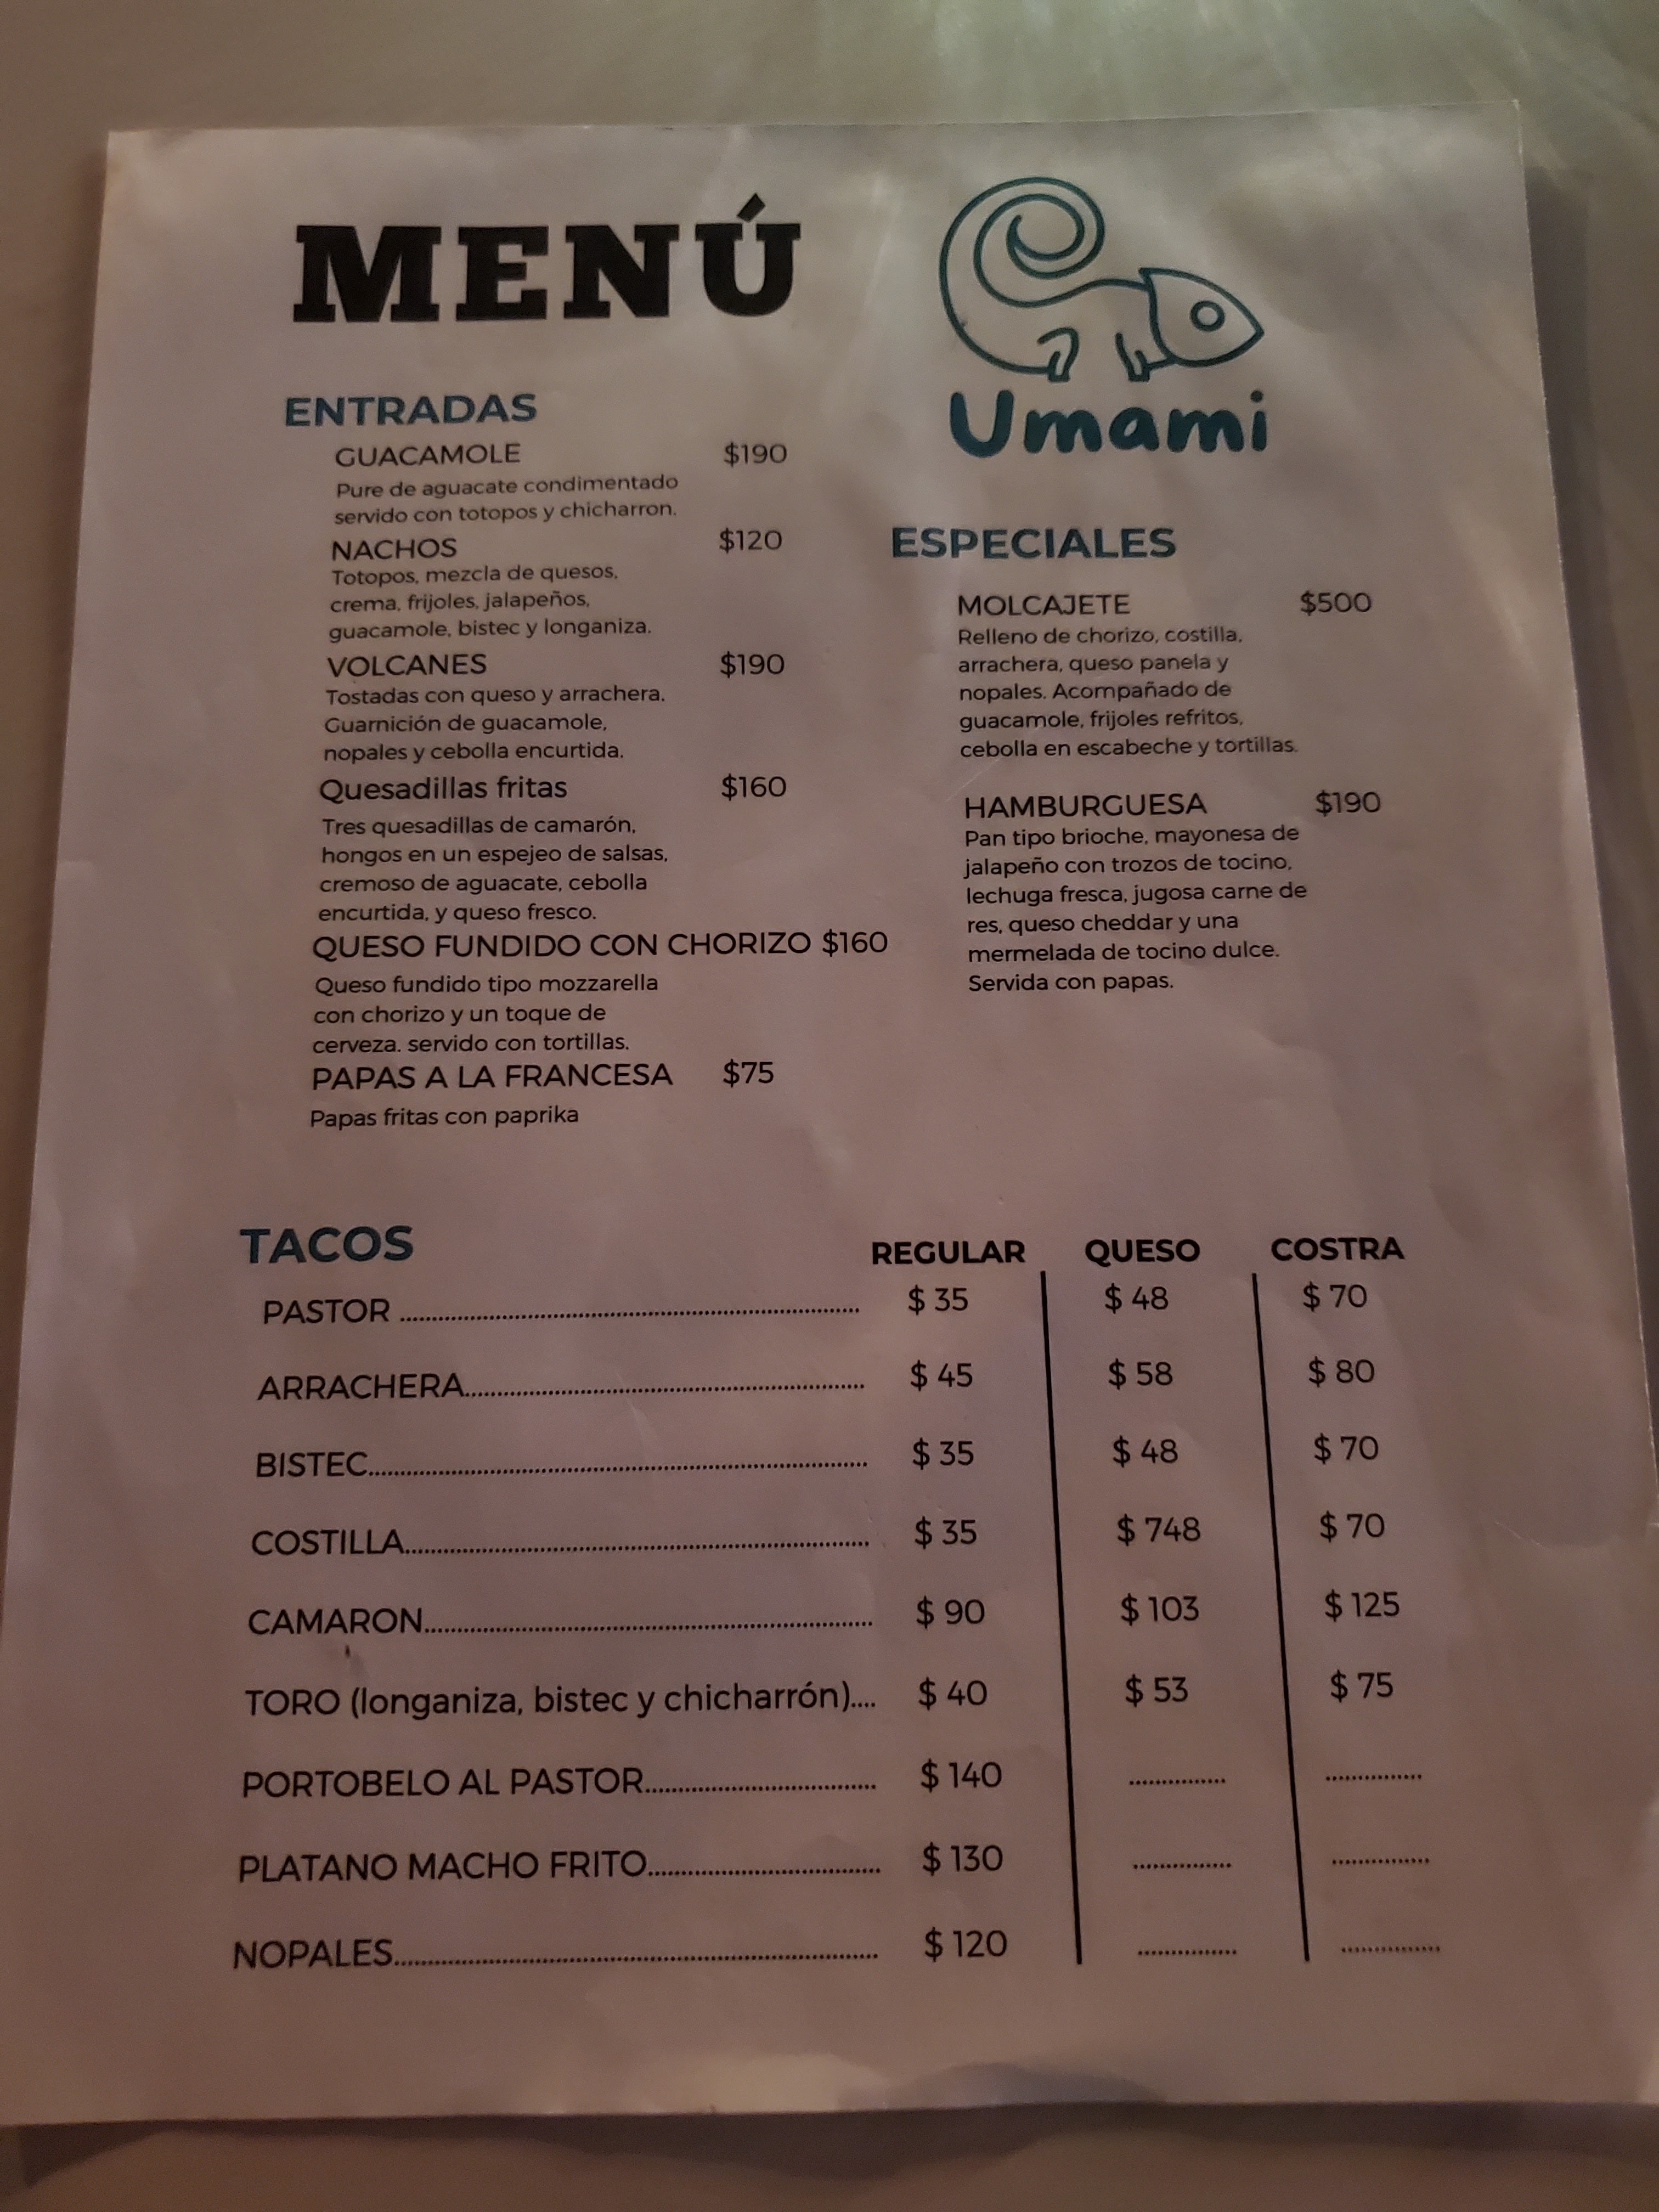 MENÚ
Umami
ENTRADAS
GUACAMOLE $190
Pure de aguacate condimentado
servido con totopos y chicharron.
NACHOS $120
Totopos, mezcla de quesos,
crema, frijoles, jalapeños,
guacamole, bistec y longaniza.
VOLCANES $190
Tostadas con queso y arrachera.
Guarnición de guacamole,
nopales y cebolla encurtida.
Quesadillas fritas $160
Tres quesadillas de camarón,
hongos en un espejeo de salsas,
cremoso de aguacate, cebolla
encurtida, y queso fresco.
QUESO FUNDIDO CON CHORIZO $160
Queso fundido tipo mozzarella
con chorizo y un toque de
cerveza. servido con tortillas.
PAPAS A LA FRANCESA $75
Papas fritas con paprika
ESPECIALES
MOLCAJETE $500
Relleno de chorizo, costilla,
arrachera, queso panela y
nopales. Acompañado de
guacamole, frijoles refritos,
cebolla en escabeche y tortillas.
HAMBURGUESA $190
Pan tipo brioche, mayonesa de
jalapeño con trozos de tocino,
lechuga fresca, jugosa carne de
res, queso cheddar y una
mermelada de tocino dulce.
Servida con papas.
TACOS REGULAR QUESO COSTRA
PASTOR ........ $ 35 $ 48 $ 70
ARRACHERA........ $ 45 $ 58 $ 80
BISTEC........ $ 35 $ 48 $ 70
COSTILLA........ $ 35 $ 748 $ 70
CAMARON........ $ 90 $ 103 $ 125
TORO (longaniza, bistec y chicharrón).... $ 40 $ 53 $ 75
PORTOBELO AL PASTOR........ $ 140 ............... ...............
PLATANO MACHO FRITO........ $ 130 ............... ...............
NOPALES........ $ 120 ............... ...............